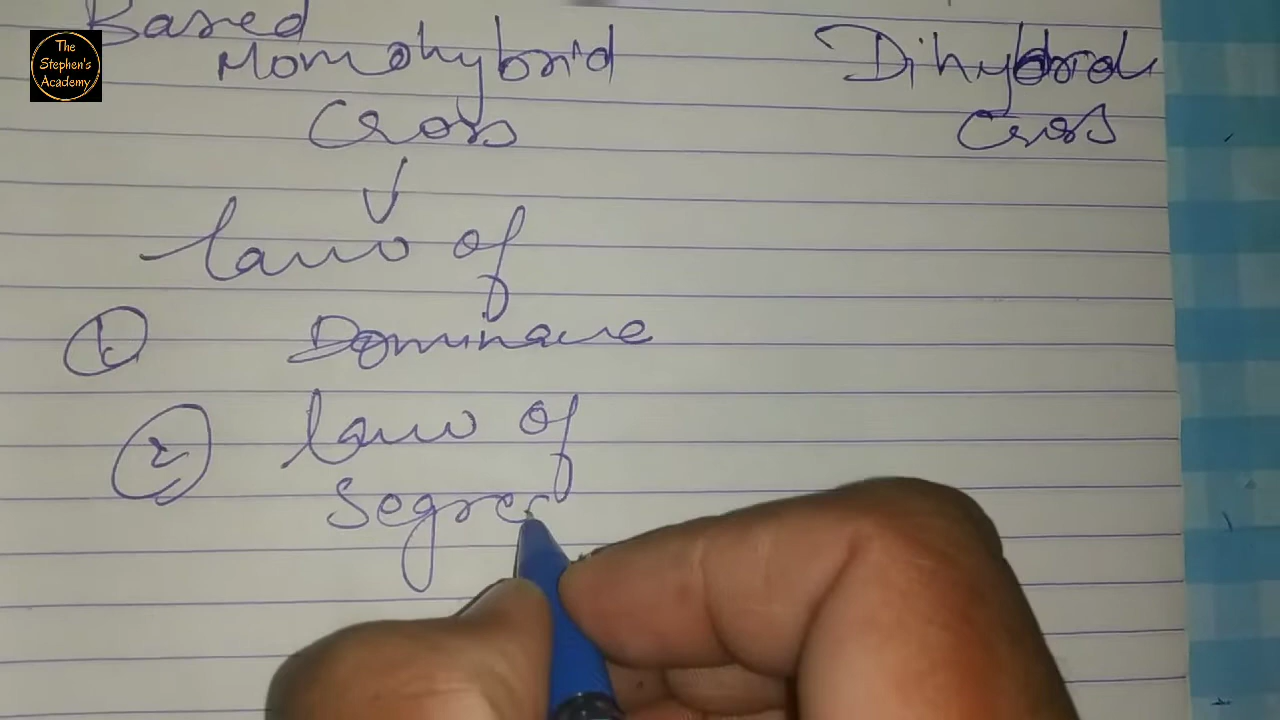 The
Stephen's
Academy
Based
Monohybrid
Cross
Dihybrid
Cross
law of
1 Dominance
2 law of
Segre